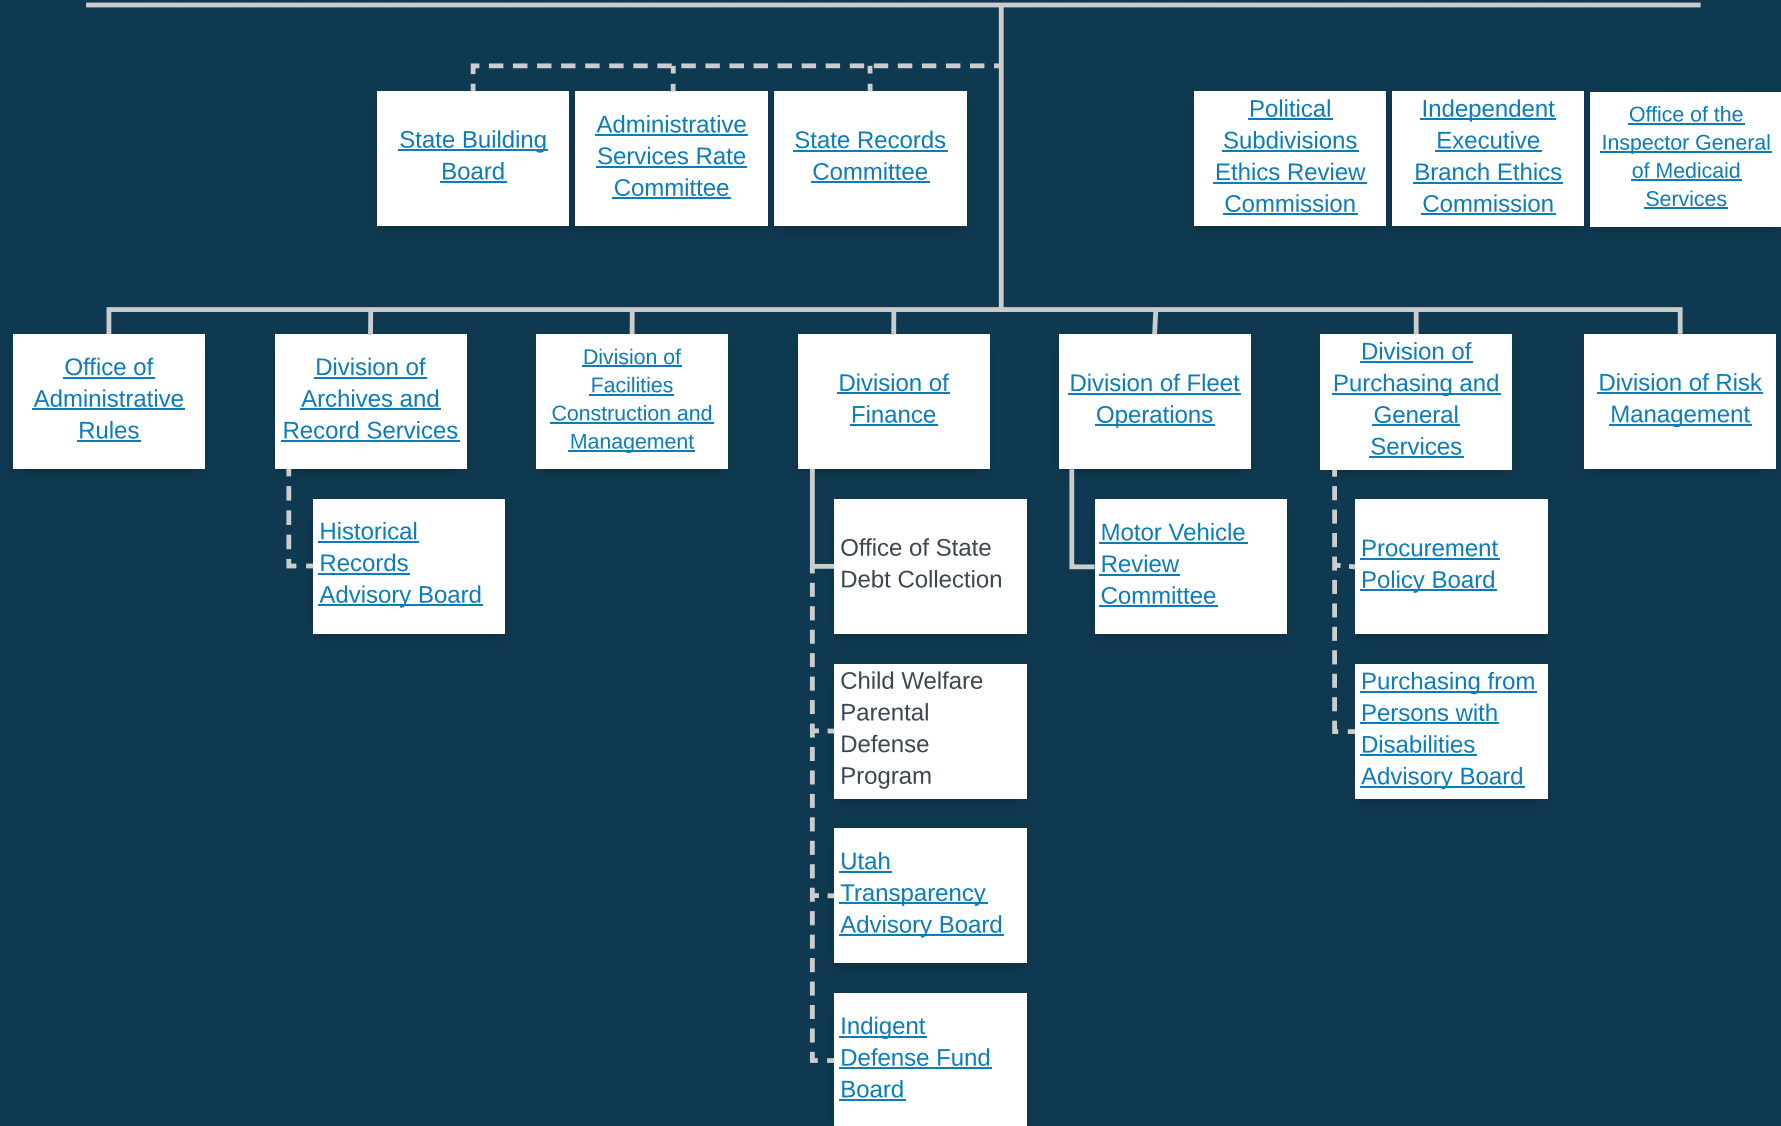 State Building
Board
Administrative
Services Rate
Committee
State Records
Committee
Political
Subdivisions
Ethics Review
Commission
Independent
Executive
Branch Ethics
Commission
Office of the
Inspector General
of Medicaid
Services
Office of
Administrative
Rules
Division of
Archives and
Record Services
Division of
Facilities
Construction and
Management
Division of
Finance
Division of Fleet
Operations
Division of
Purchasing and
General
Services
Division of Risk
Management
Historical
Records
Advisory Board
Office of State
Debt Collection
Motor Vehicle
Review
Committee
Procurement
Policy Board
Child Welfare
Parental
Defense
Program
Purchasing from
Persons with
Disabilities
Advisory Board
Utah
Transparency
Advisory Board
Indigent
Defense Fund
Board